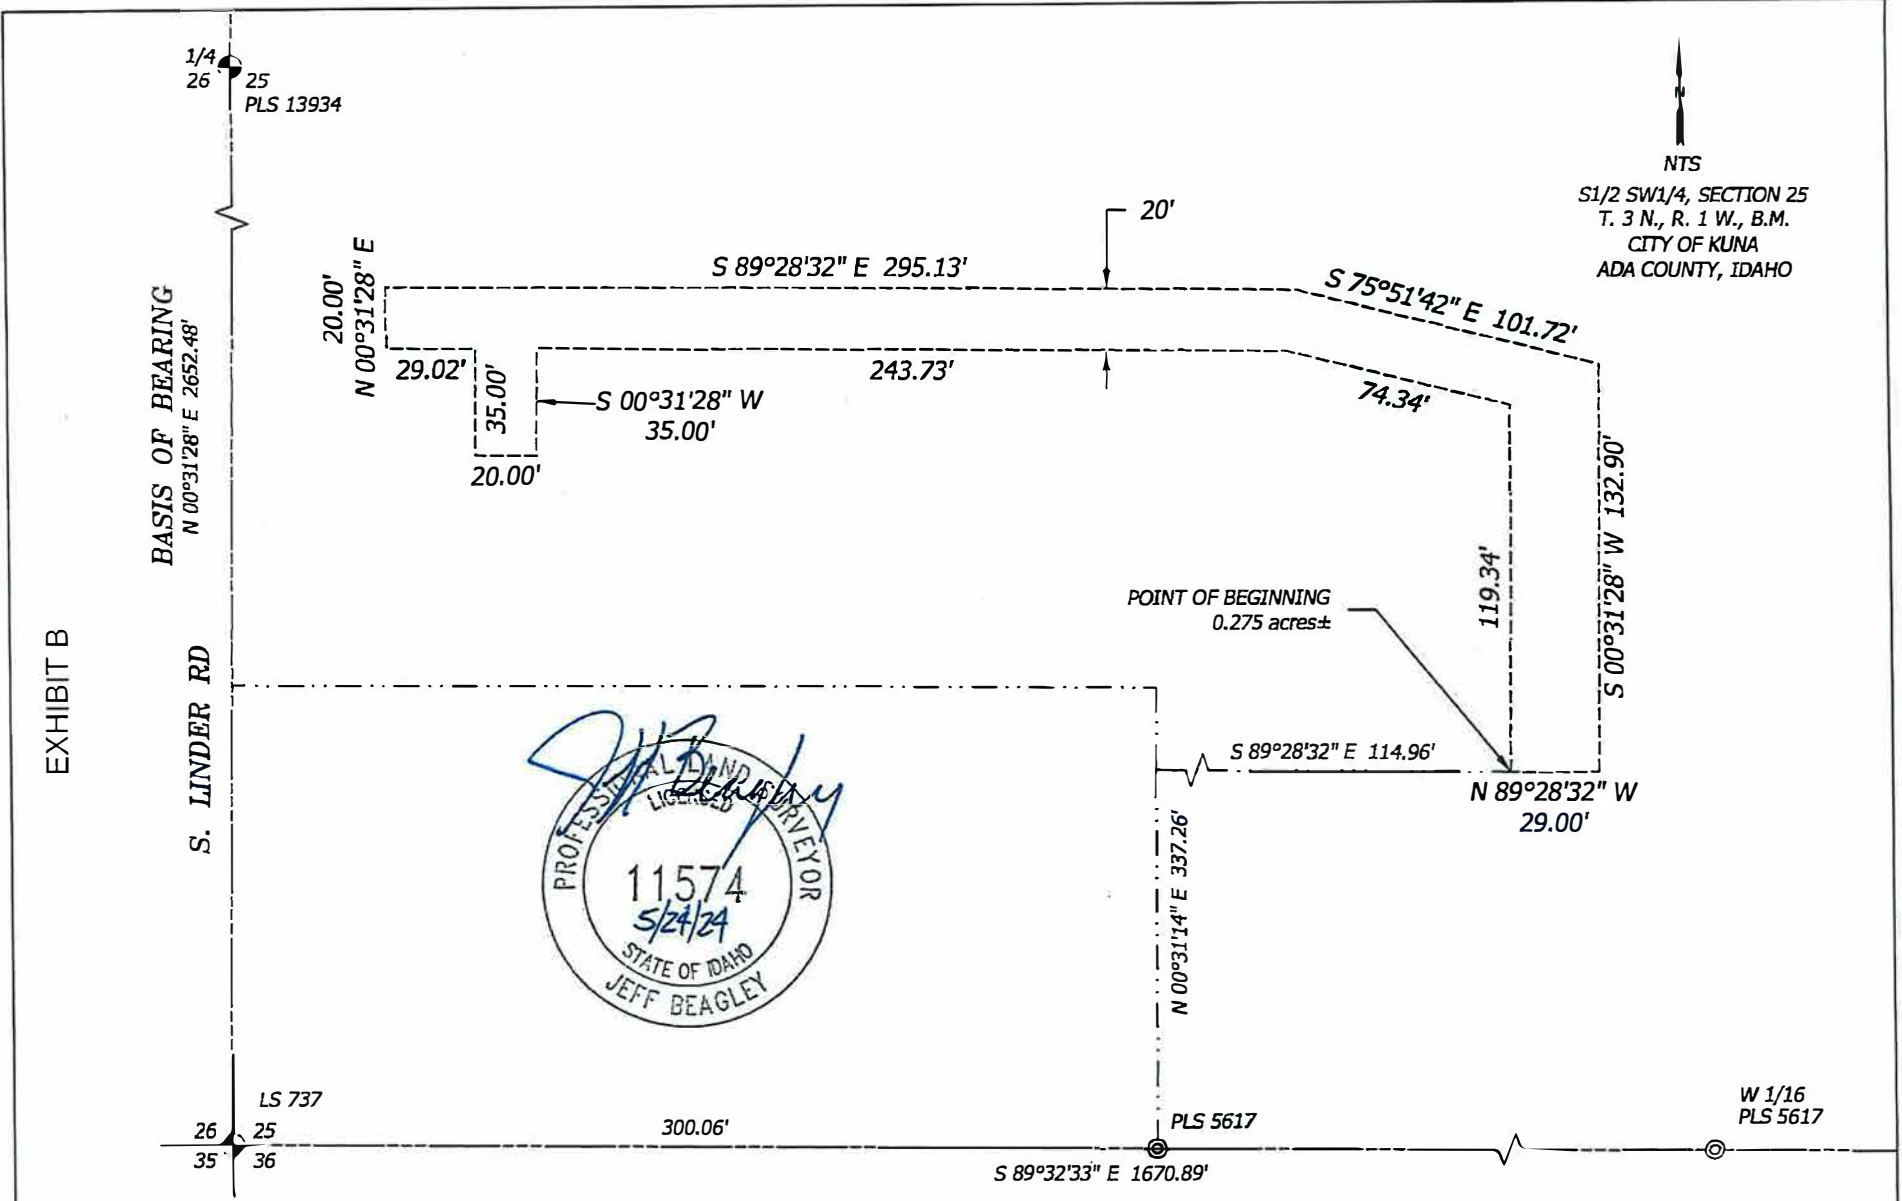 1/4
26 25
PLS 13934
N
NTS
S1/2 SW1/4, SECTION 25
T. 3 N., R. 1 W., B.M.
CITY OF KUNA
ADA COUNTY, IDAHO
20'
S 89°28'32" E 295.13'
S 75°51'42" E 101.72'
20.00'
N 00°31'28" E
BASIS OF BEARING
N 00°31'28" E 2652.48'
29.02'
35.00'
S 00°31'28" W
35.00'
20.00'
243.73'
74.34'
S 00°31'28" W 132.90'
119.34'
POINT OF BEGINNING
0.275 acres±
EXHIBIT B
S. LINDER RD
S 89°28'32" E 114.96'
N 89°28'32" W
29.00'
N 00°31'14" E 337.26'
PROFESSIONAL LAND SURVEYOR
LICENSED
11574
5/24/24
STATE OF IDAHO
JEFF BEAGLEY
LS 737
26 25
35 36
300.06'
PLS 5617
S 89°32'33" E 1670.89'
W 1/16
PLS 5617